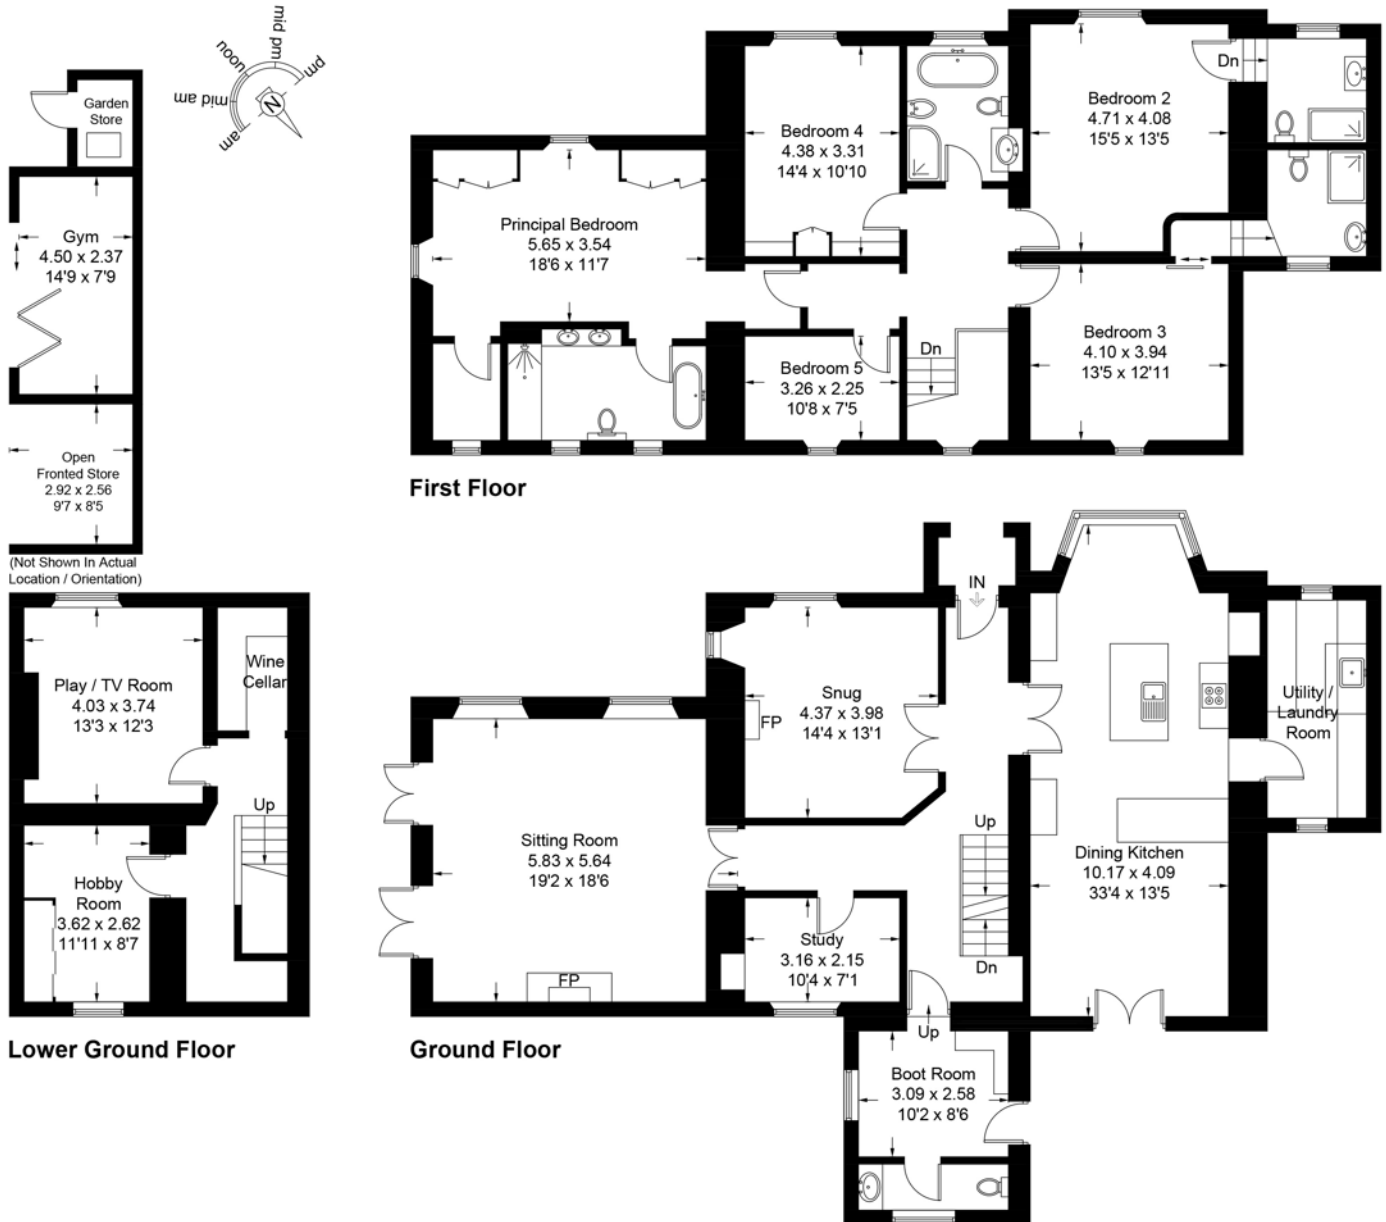 am
mid am
noon
mid pm
pm
N
Garden
Store
Gym
4.50 x 2.37
14'9 x 7'9
Open
Fronted Store
2.92 x 2.56
9'7 x 8'5
(Not Shown In Actual
Location / Orientation)
Principal Bedroom
5.65 x 3.54
18'6 x 11'7
Bedroom 4
4.38 x 3.31
14'4 x 10'10
Bedroom 2
4.71 x 4.08
15'5 x 13'5
Dn
Bedroom 5
3.26 x 2.25
10'8 x 7'5
Dn
Bedroom 3
4.10 x 3.94
13'5 x 12'11
First Floor
Play / TV Room
4.03 x 3.74
13'3 x 12'3
Wine
Cellar
Up
Hobby
Room
3.62 x 2.62
11'11 x 8'7
Lower Ground Floor
IN
Snug
4.37 x 3.98
14'4 x 13'1
FP
Utility /
Laundry
Room
Sitting Room
5.83 x 5.64
19'2 x 18'6
FP
Up
Dining Kitchen
10.17 x 4.09
33'4 x 13'5
Study
3.16 x 2.15
10'4 x 7'1
Dn
Up
Boot Room
3.09 x 2.58
10'2 x 8'6
Ground Floor